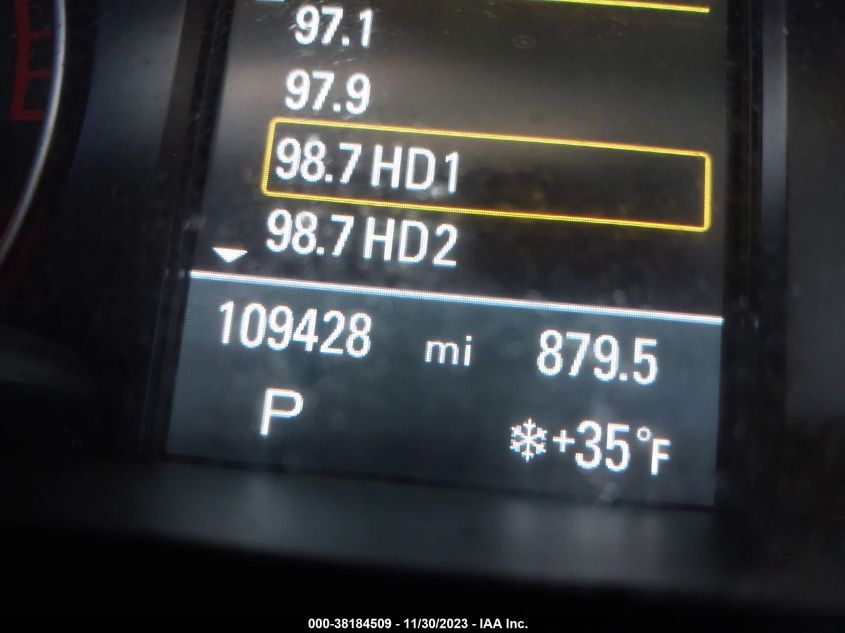 97.1
97.9
98.7 HD1
98.7 HD2
109428 mi 879.5
P ❄+35°F
000-38184509 - 11/30/2023 - IAA Inc.